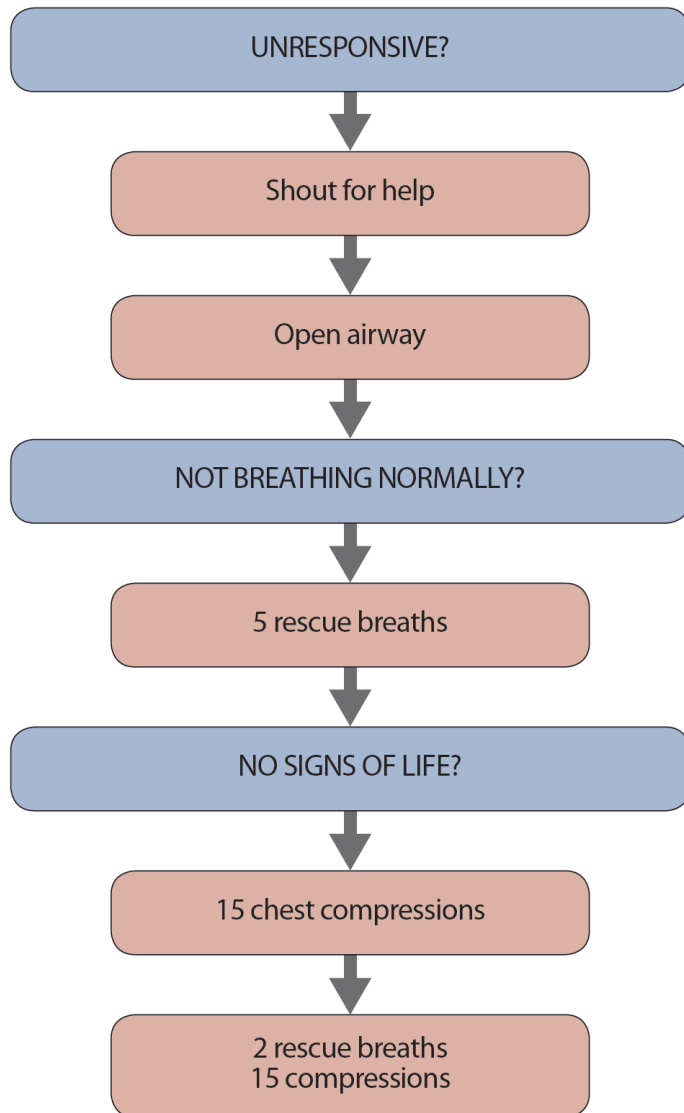 UNRESPONSIVE?
Shout for help
Open airway
NOT BREATHING NORMALLY?
5 rescue breaths
NO SIGNS OF LIFE?
15 chest compressions
2 rescue breaths
15 compressions